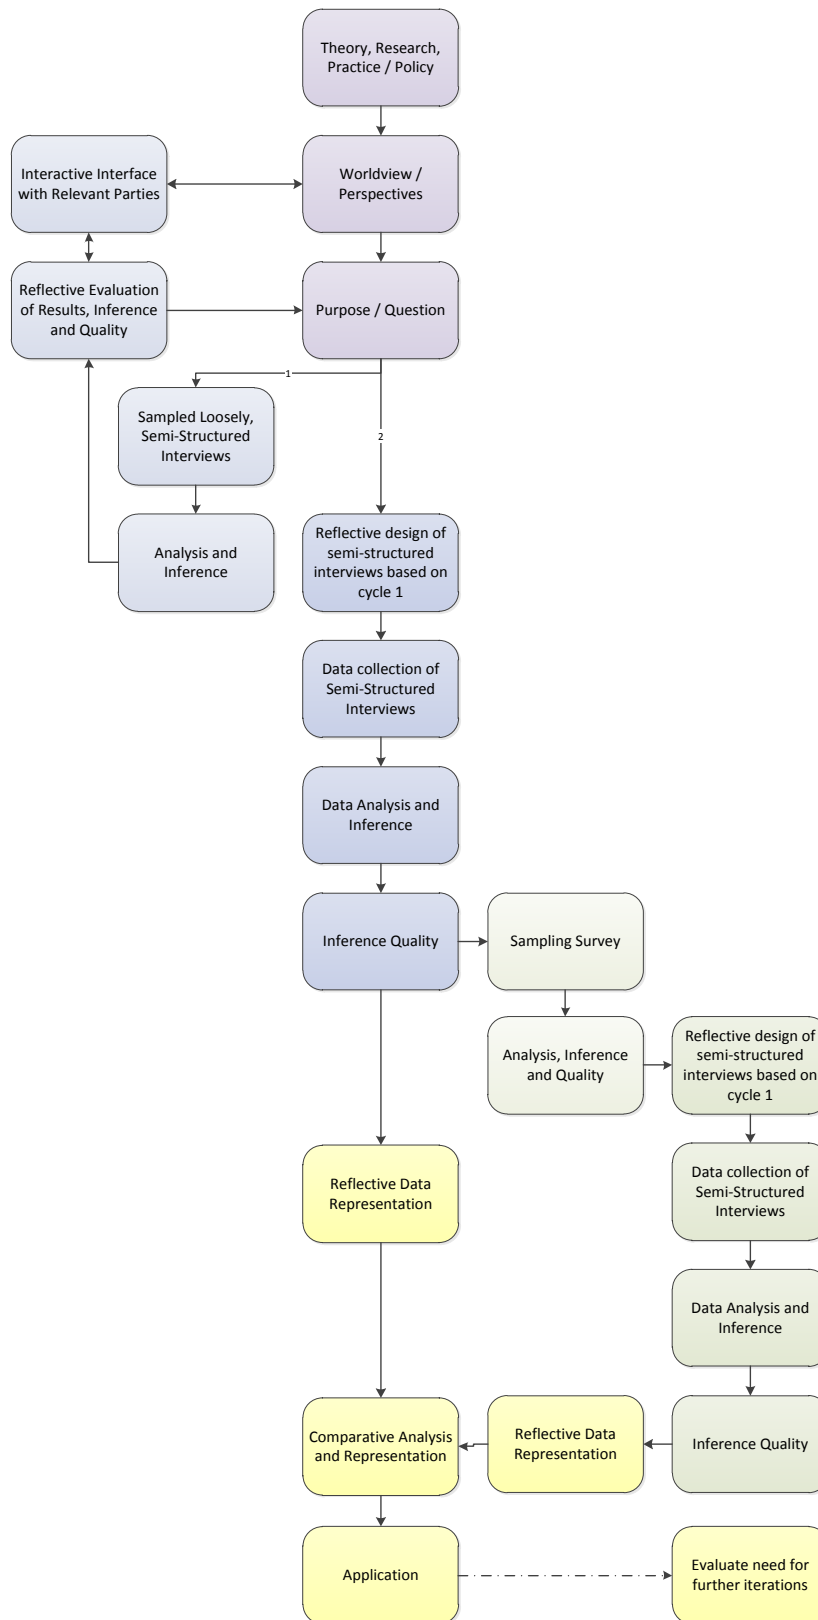 Theory, Research,
Practice / Policy
Interactive Interface
with Relevant Parties
Worldview /
Perspectives
Reflective Evaluation
of Results, Inference
and Quality
Purpose / Question
1
Sampled Loosely,
Semi-Structured
Interviews
2
Analysis and
Inference
Reflective design of
semi-structured
interviews based on
cycle 1
Data collection of
Semi-Structured
Interviews
Data Analysis and
Inference
Inference Quality
Sampling Survey
Analysis, Inference
and Quality
Reflective design of
semi-structured
interviews based on
cycle 1
Reflective Data
Representation
Data collection of
Semi-Structured
Interviews
Data Analysis and
Inference
Comparative Analysis
and Representation
Reflective Data
Representation
Inference Quality
Application
Evaluate need for
further iterations